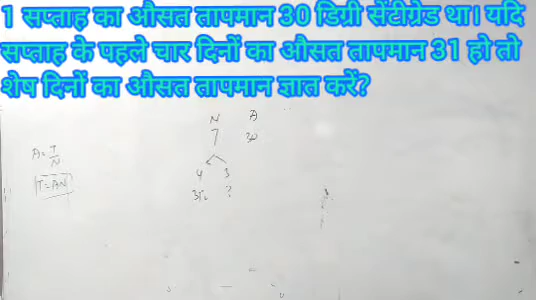 1 सप्ताह का औसत तापमान 30 डिग्री सेंटीग्रेड था। यदि
सप्ताह के पहले चार दिनों का औसत तापमान 31 हो तो
शेष दिनों का औसत तापमान ज्ञात करें?
N A
7 30
A= T/N
T=AN
4 3
31 ?